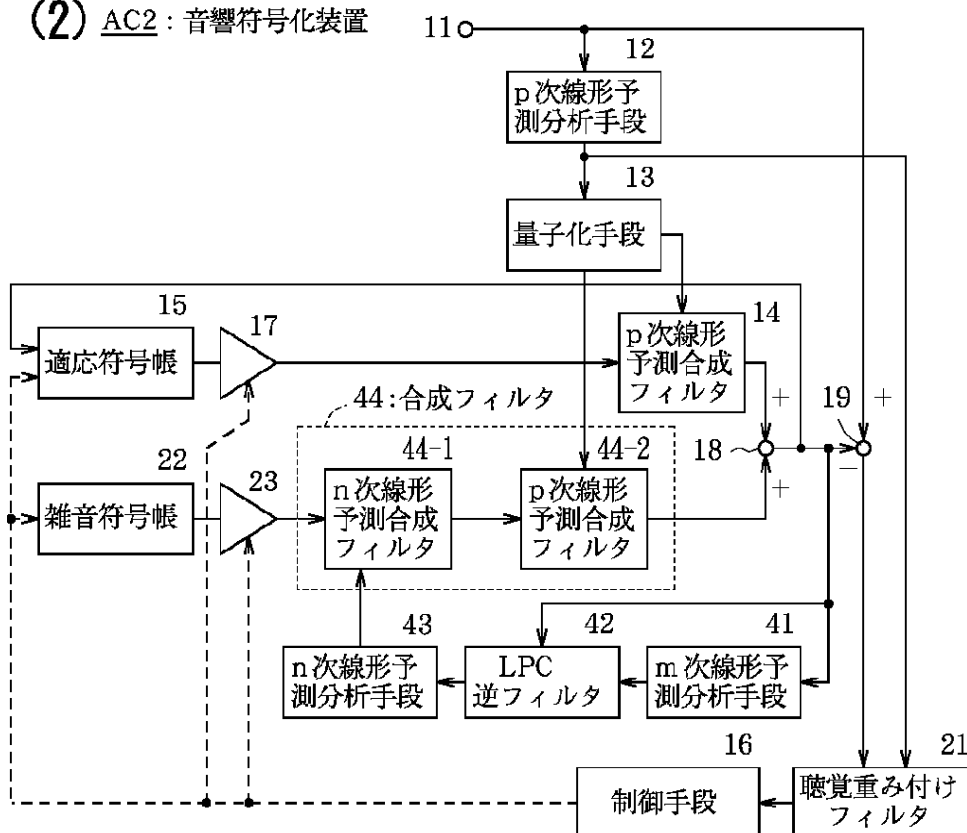 (2) AC2：音響符号化装置
11
12
p次線形予
測分析手段
13
量子化手段
15
適応符号帳
17
14
p次線形
予測合成
フィルタ
+
19
+
18
−
+
44：合成フィルタ
22
雑音符号帳
23
44-1
n次線形
予測合成
フィルタ
44-2
p次線形
予測合成
フィルタ
43
n次線形予
測分析手段
42
LPC
逆フィルタ
41
m次線形予
測分析手段
16
制御手段
21
聴覚重み付け
フィルタ